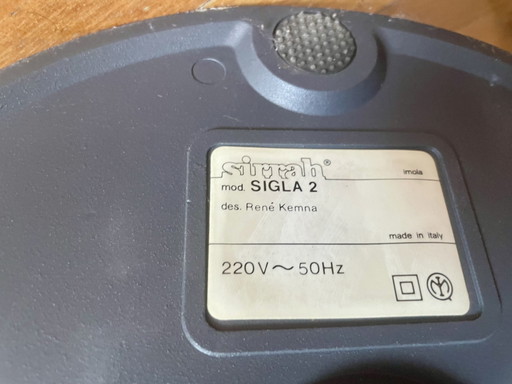 sirrah®
imola
mod. SIGLA 2
des. René Kemna
made in italy
220V～50Hz